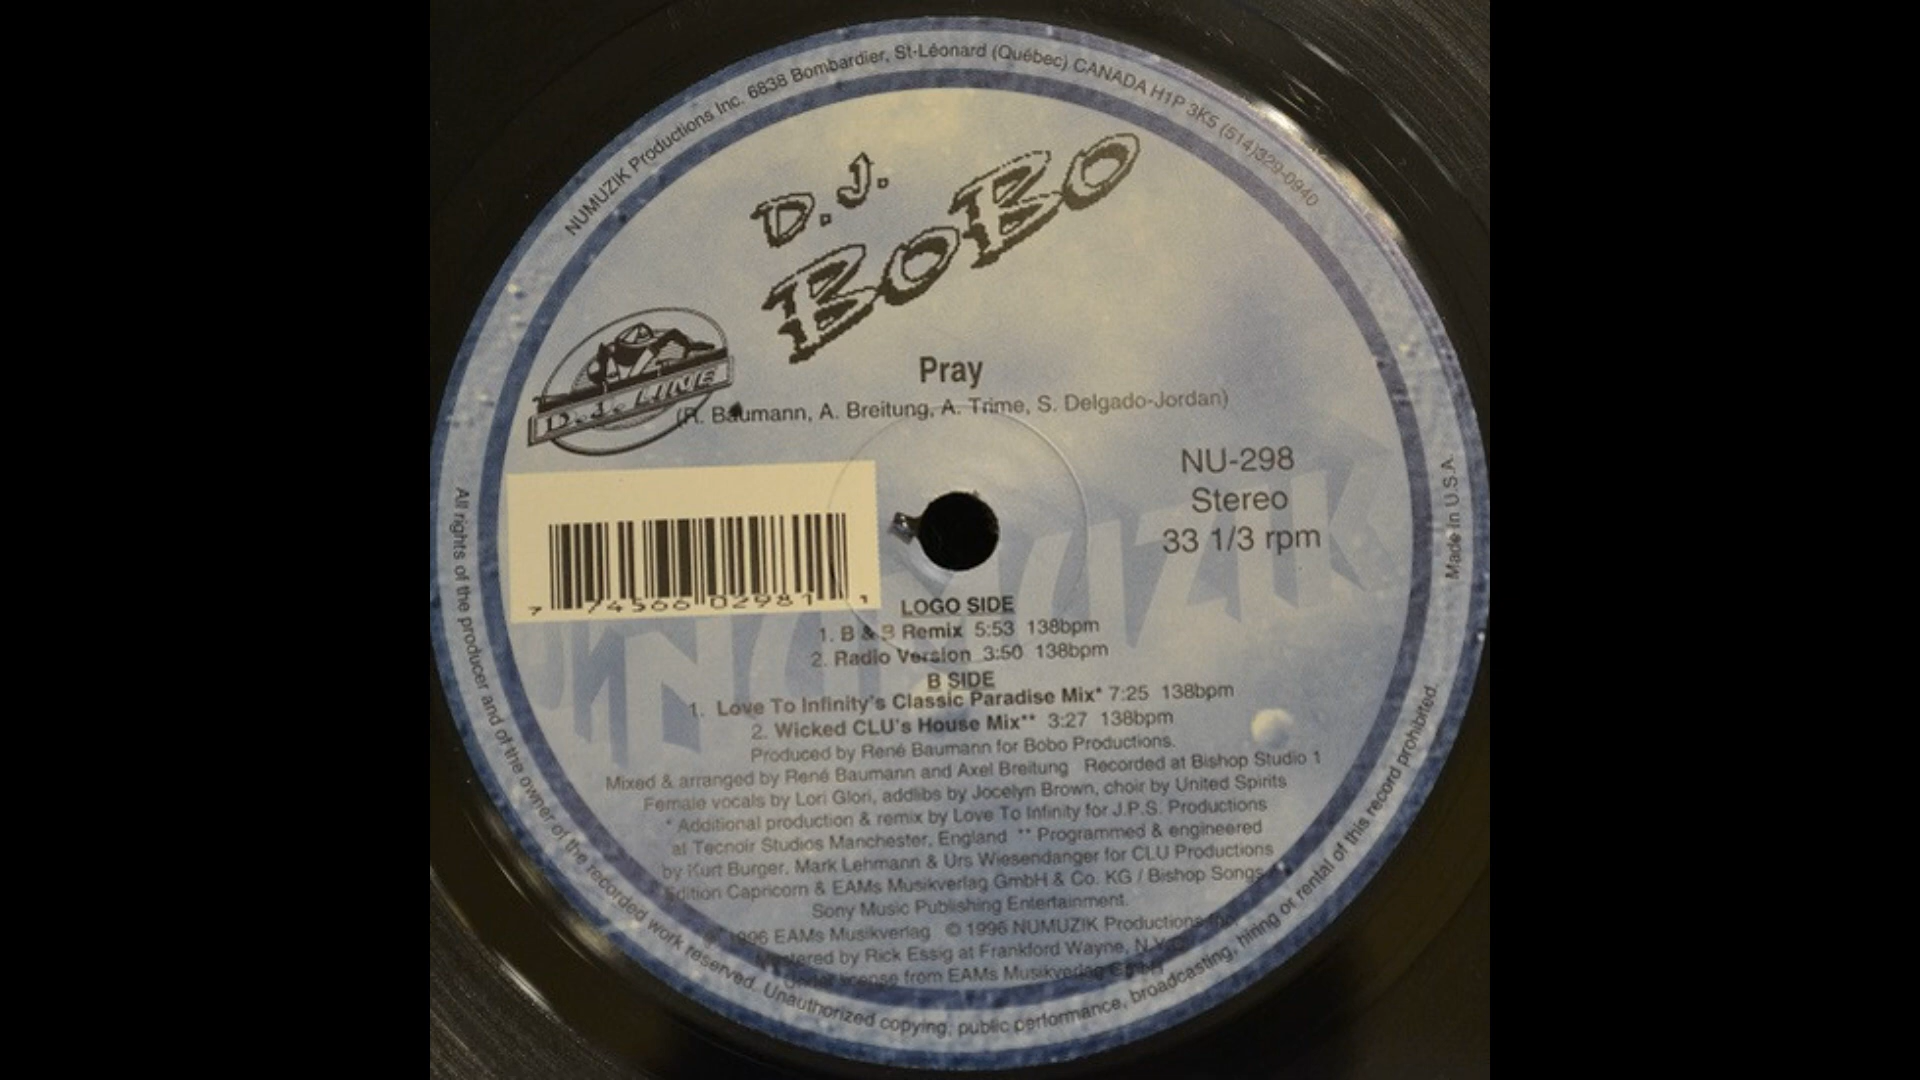 NUMUZIK Productions Inc. 6838 Bombardier, St-Léonard (Québec) CANADA H1P 3K5 (514)329-0940
D.J.
BOBO
D.J. LINE
Pray
(R. Baumann, A. Breitung, A. Trime, S. Delgado-Jordan)
NU-298
Stereo
33 1/3 rpm
NUMUZIK
7 74566 02981 1
LOGO SIDE
1. B & B Remix 5:53 138bpm
2. Radio Version 3:50 138bpm
B SIDE
1. Love To Infinity's Classic Paradise Mix* 7:25 138bpm
2. Wicked CLU's House Mix** 3:27 138bpm
Produced by René Baumann for Bobo Productions.
Mixed & arranged by René Baumann and Axel Breitung Recorded at Bishop Studio 1
Female vocals by Lori Glori, addlibs by Jocelyn Brown, choir by United Spirits
* Additional production & remix by Love To Infinity for J.P.S. Productions
at Tecnoir Studios Manchester, England ** Programmed & engineered
by Kurt Burger, Mark Lehmann & Urs Wiesendanger for CLU Productions
Edition Capricorn & EAMs Musikverlag GmbH & Co. KG / Bishop Songs
Sony Music Publishing Entertainment.
1996 EAMs Musikverlag © 1996 NUMUZIK Productions
Mastered by Rick Essig at Frankford Wayne, N.Y.C.
Under license from EAMs Musikverlag
All rights of the producer and of the owner of the recorded work reserved. Unauthorized copying, public performance, broadcasting, hiring or rental of this record prohibited.
Made in U.S.A.